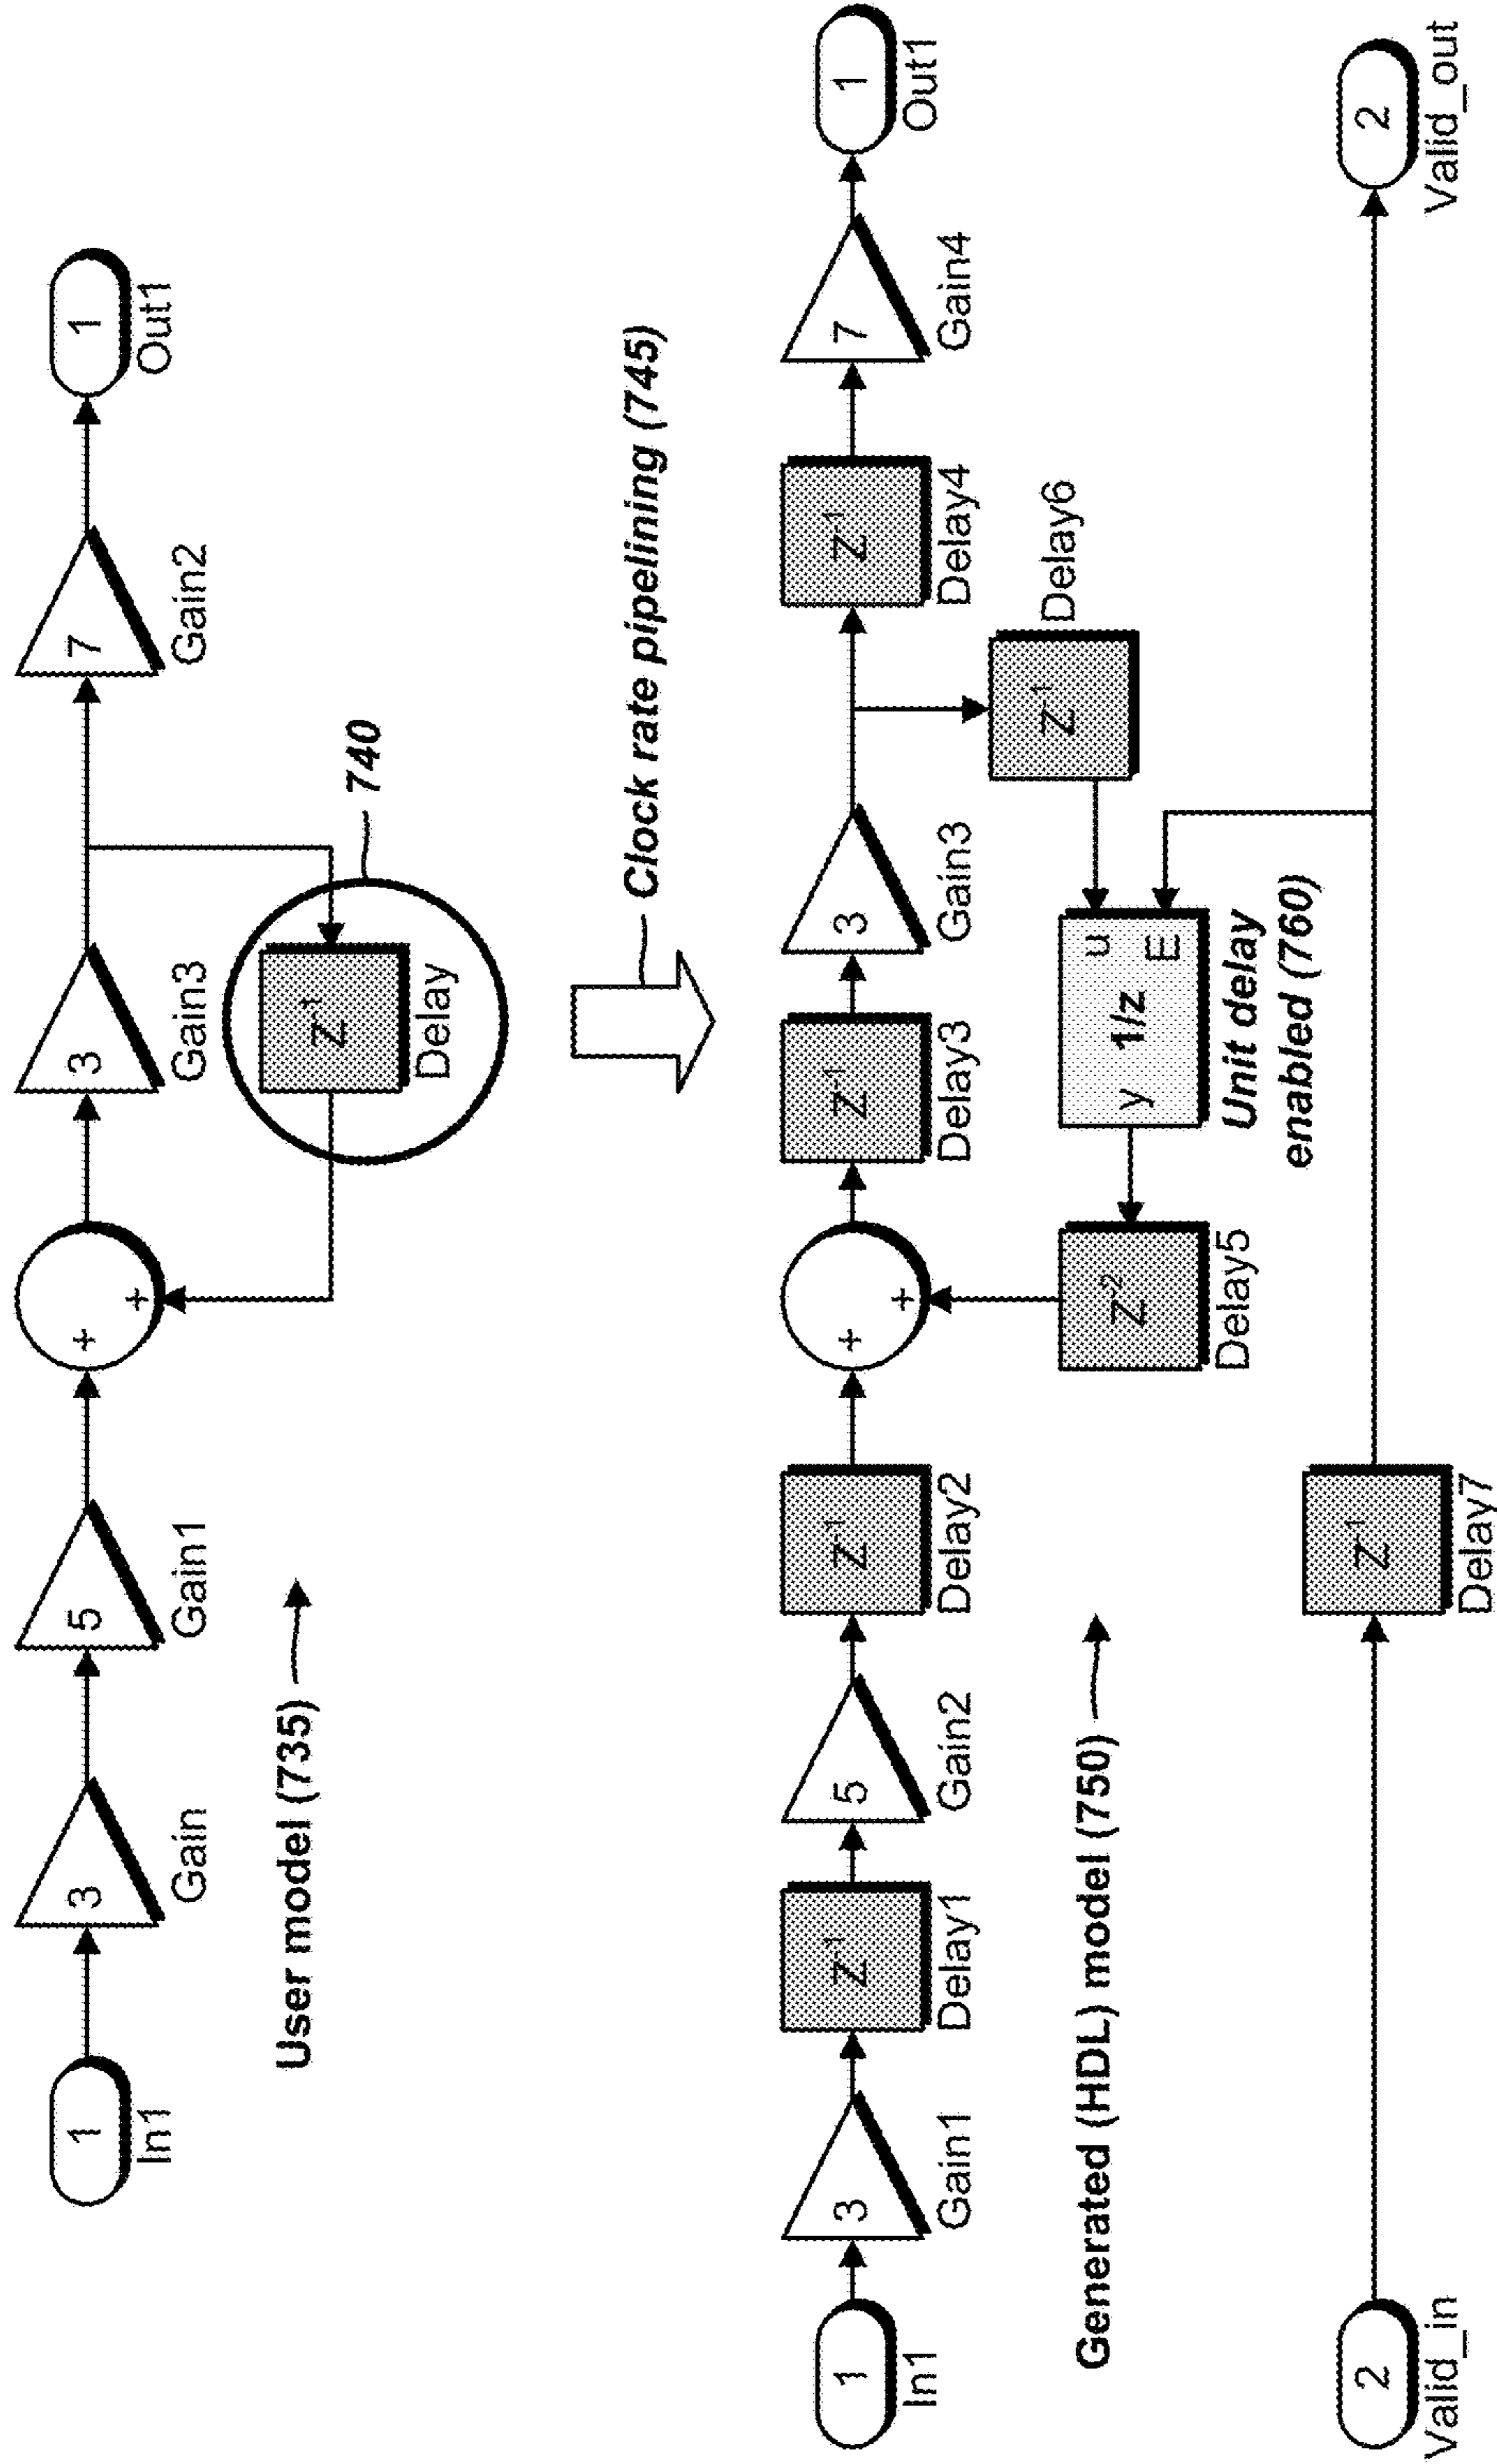 1
In1
3
Gain
5
Gain1
+
+
3
Gain3
7
Gain2
1
Out1
Z-1
Delay
740
User model (735)
Clock rate pipelining (745)
1
In1
3
Gain1
Z-1
Delay1
5
Gain2
Z-1
Delay2
+
+
Z-1
Delay3
3
Gain3
Z-1
Delay4
7
Gain4
1
Out1
Z-1
Delay6
Z-2
Delay5
y 1/z u
E
Unit delay
enabled (760)
Generated (HDL) model (750)
2
Valid_in
Z-1
Delay7
2
Valid_out